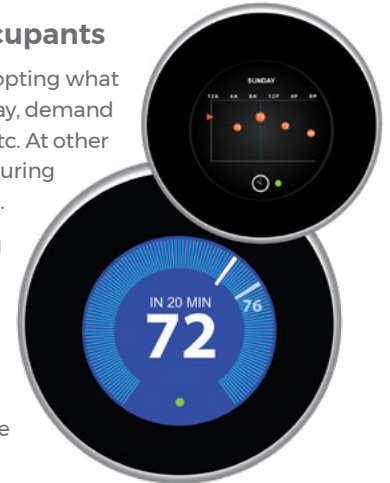 cupants
opting what
ay, demand
tc. At other
uring
.
e
SUNDAY
12A 4A 8A 12P 4P 8P
IN 20 MIN
72
76